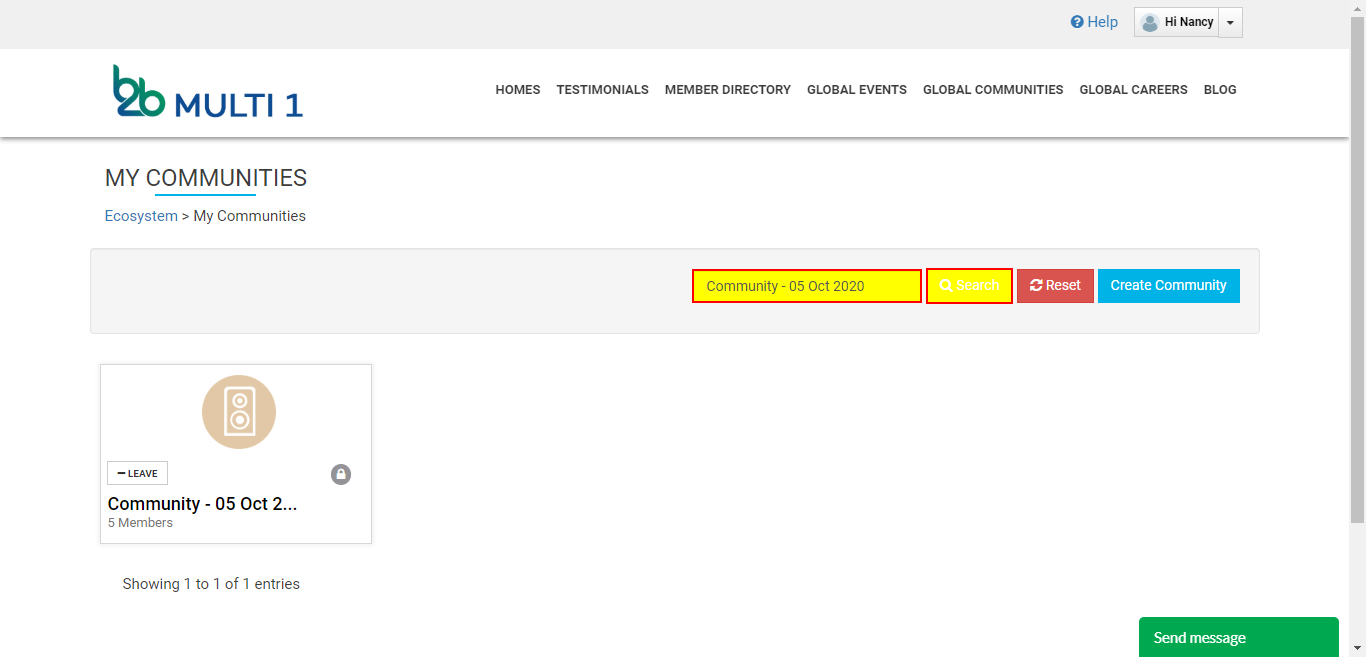 Help
Hi Nancy
b2b MULTI 1
HOMES TESTIMONIALS MEMBER DIRECTORY GLOBAL EVENTS GLOBAL COMMUNITIES GLOBAL CAREERS BLOG
MY COMMUNITIES
Ecosystem > My Communities
Community - 05 Oct 2020 Search Reset Create Community
LEAVE
Community - 05 Oct 2...
5 Members
Showing 1 to 1 of 1 entries
Send message